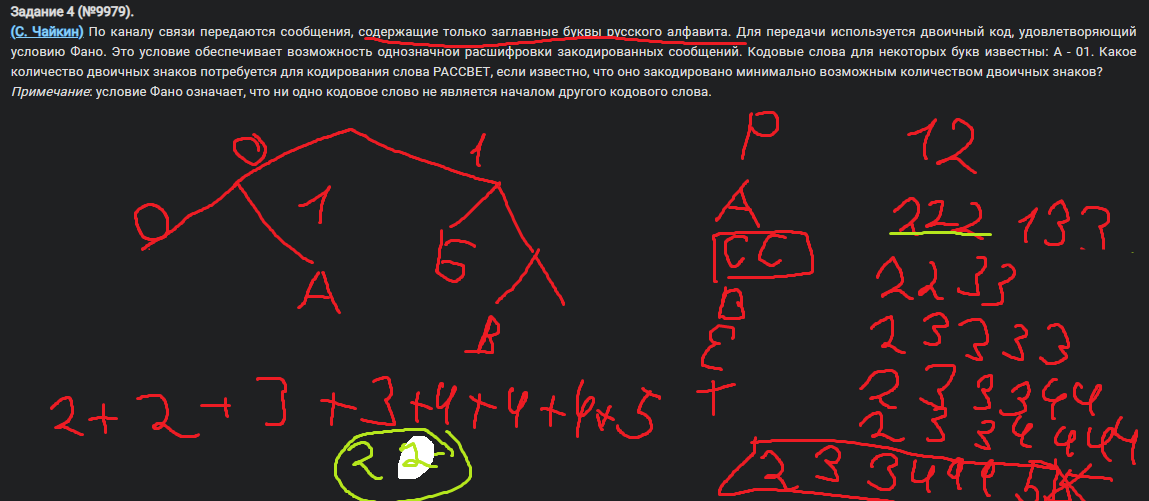 Задание 4 (№9979).
(С. Чайкин) По каналу связи передаются сообщения, содержащие только заглавные буквы русского алфавита. Для передачи используется двоичный код, удовлетворяющий
условию Фано. Это условие обеспечивает возможность однозначной расшифровки закодированных сообщений. Кодовые слова для некоторых букв известны: А - 01. Какое
количество двоичных знаков потребуется для кодирования слова РАССВЕТ, если известно, что оно закодировано минимально возможным количеством двоичных знаков?
Примечание: условие Фано означает, что ни одно кодовое слово не является началом другого кодового слова.
0 1
0 1
А Б
В
Р
А
СС
В
Е
Т
12
222 133
2233
23333
233344
2334444
2 + 2 + 3 + 3 + 4 + 4 +
22